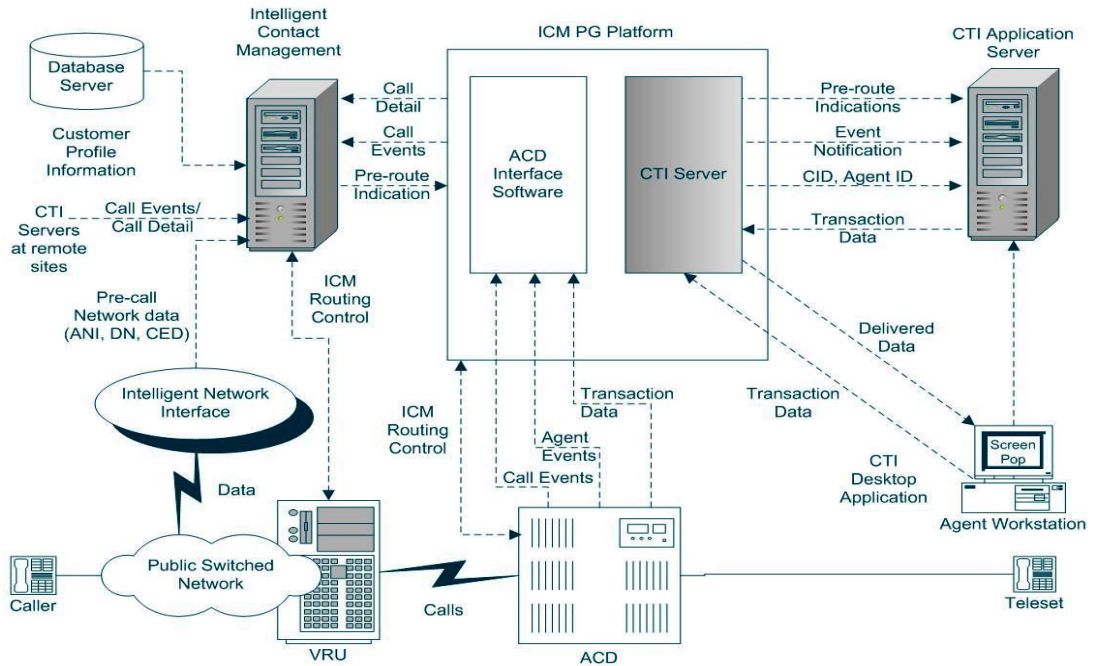 Intelligent
Contact
Management
ICM PG Platform
CTI Application
Server
Database
Server
Call
Detail
Pre-route
Indications
Customer
Profile
Information
Call
Events
ACD
Interface
Software
CTI Server
Event
Notification
Pre-route
Indication
CID, Agent ID
CTI
Servers
at remote
sites
Call Events/
Call Detail
Transaction
Data
Pre-call
Network data
(ANI, DN, CED)
ICM
Routing
Control
Delivered
Data
Intelligent Network
Interface
ICM
Routing
Control
Transaction
Data
Transaction
Data
Agent
Events
Call Events
Screen
Pop
CTI
Desktop
Application
Agent Workstation
Data
Public Switched
Network
Caller
Calls
Teleset
VRU
ACD